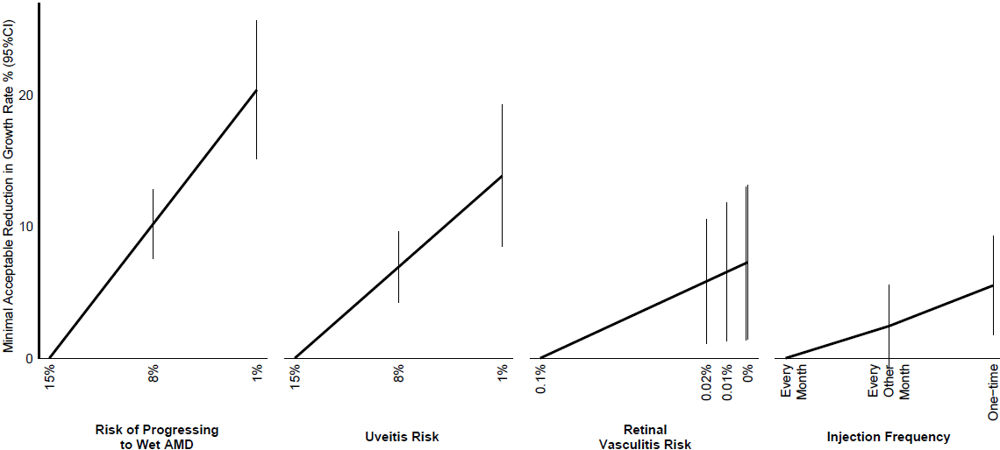 Minimal Acceptable Reduction in Growth Rate % (95%CI)
20
10
0
15%
8%
1%
15%
8%
1%
0.1%
0.02%
0.01%
0%
Every
Month
Every
Other
Month
One−time
Risk of Progressing
to Wet AMD
Uveitis Risk
Retinal
Vasculitis Risk
Injection Frequency